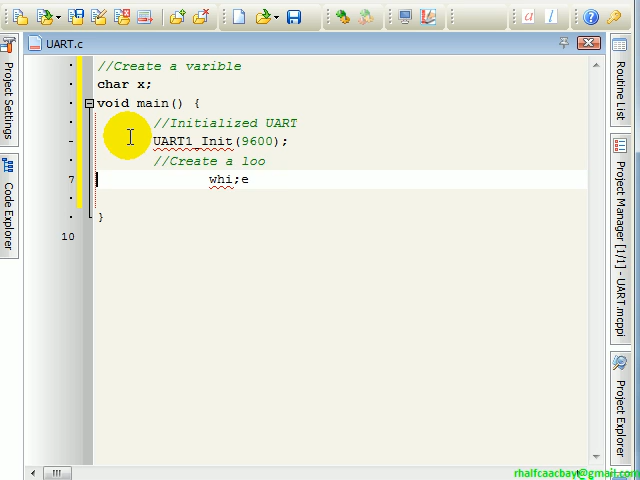 UART.c
//Create a varible
char x;
void main() {
//Initialized UART
UART1_Init(9600);
//Create a loo
7 whi;e
}
10
Project Settings
Code Explorer
Routine List
Project Manager [1/1] - UART.mcppi
Project Explorer
rhalfcaacbay@gmail.com